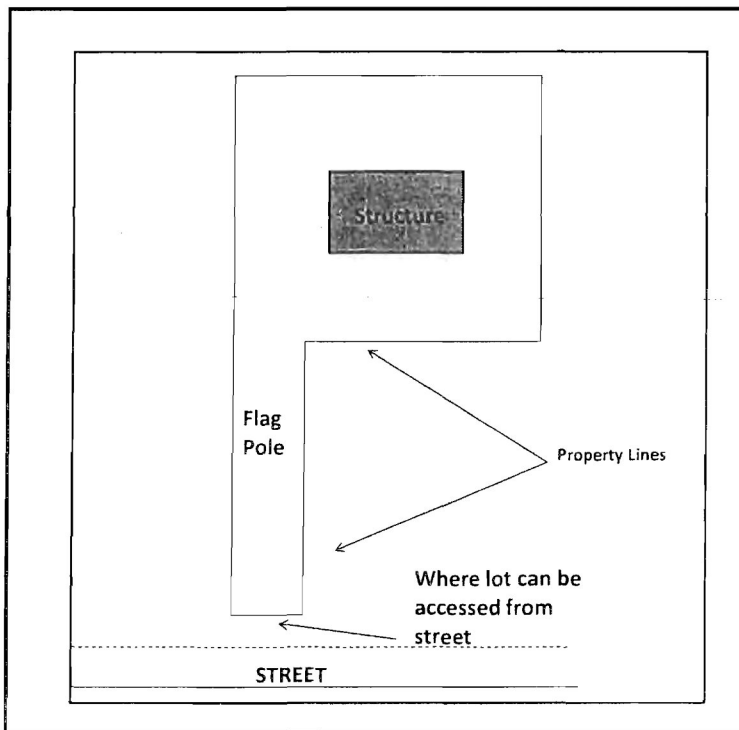 Structure
Flag
Pole
Property Lines
Where lot can be
accessed from
street
STREET